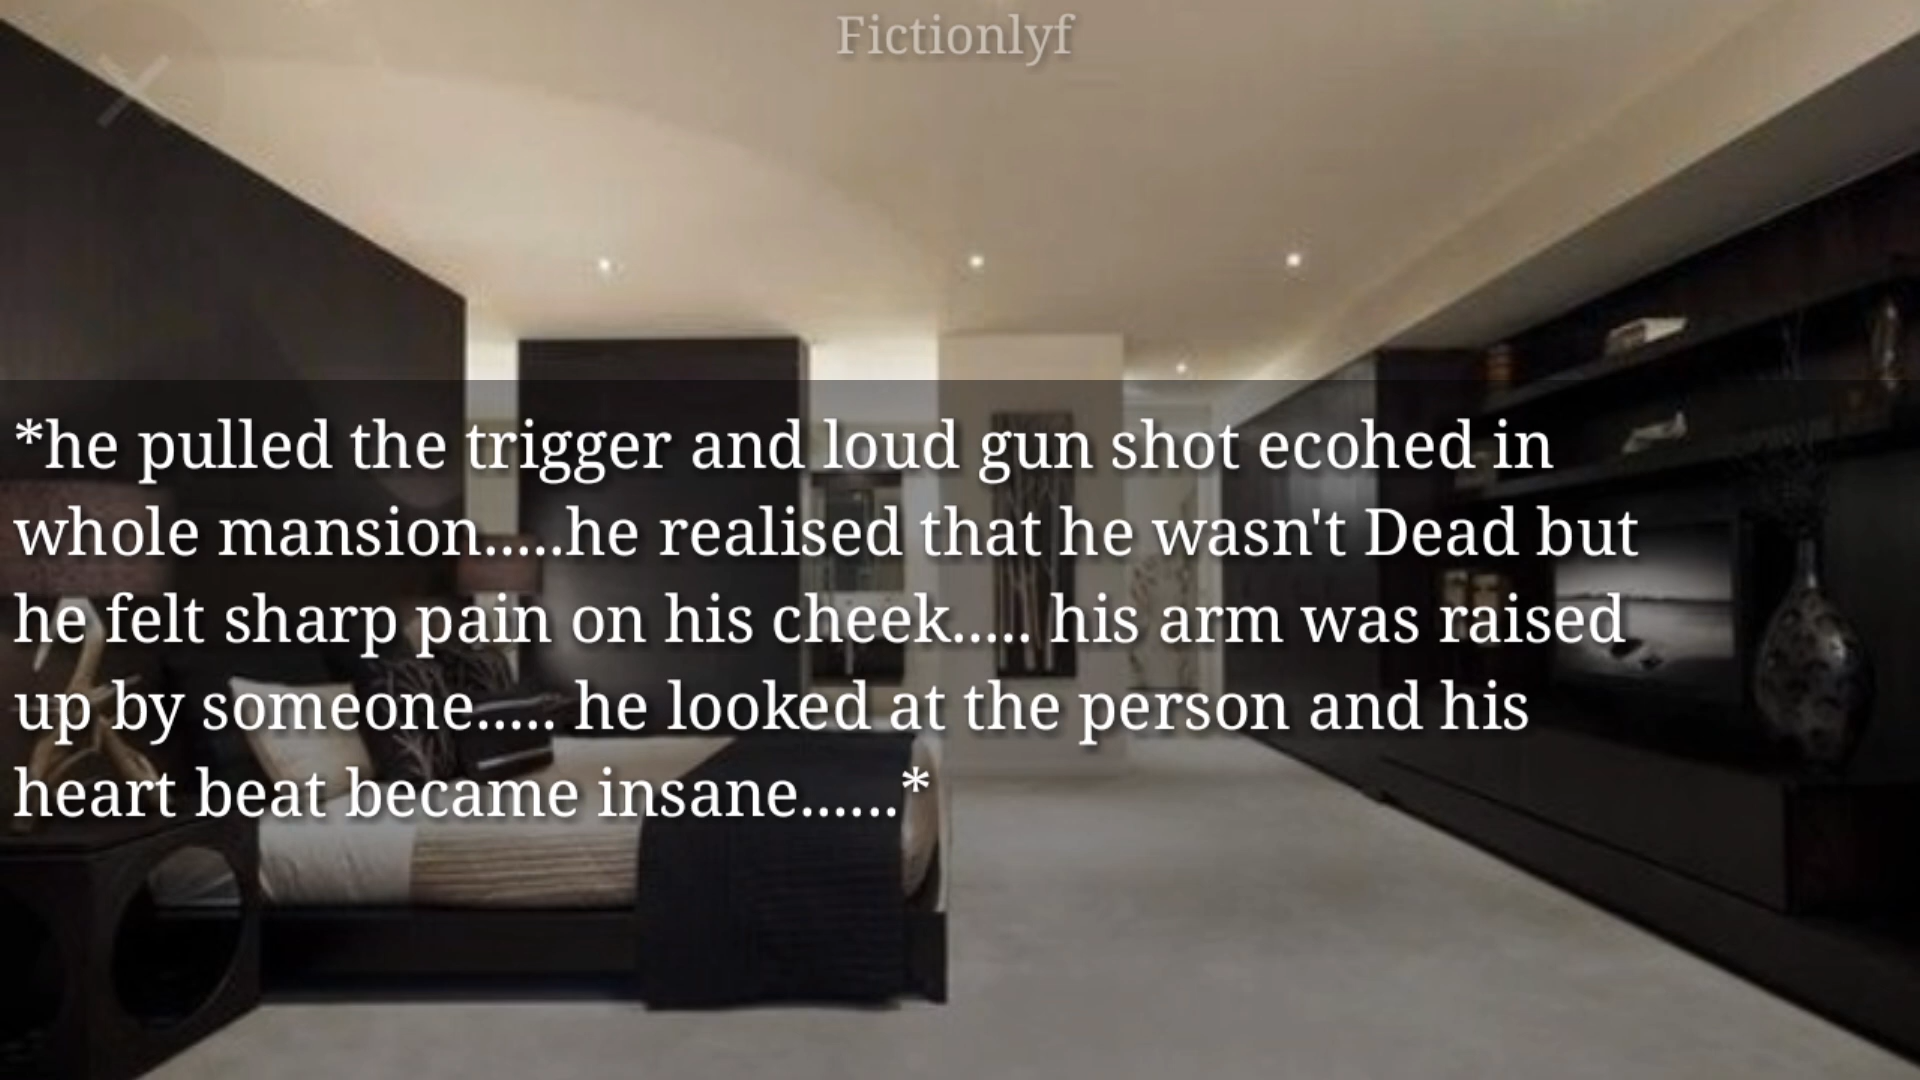 Fictionlyf
*he pulled the trigger and loud gun shot ecohed in
whole mansion.....he realised that he wasn't Dead but
he felt sharp pain on his cheek..... his arm was raised
up by someone..... he looked at the person and his
heart beat became insane......*